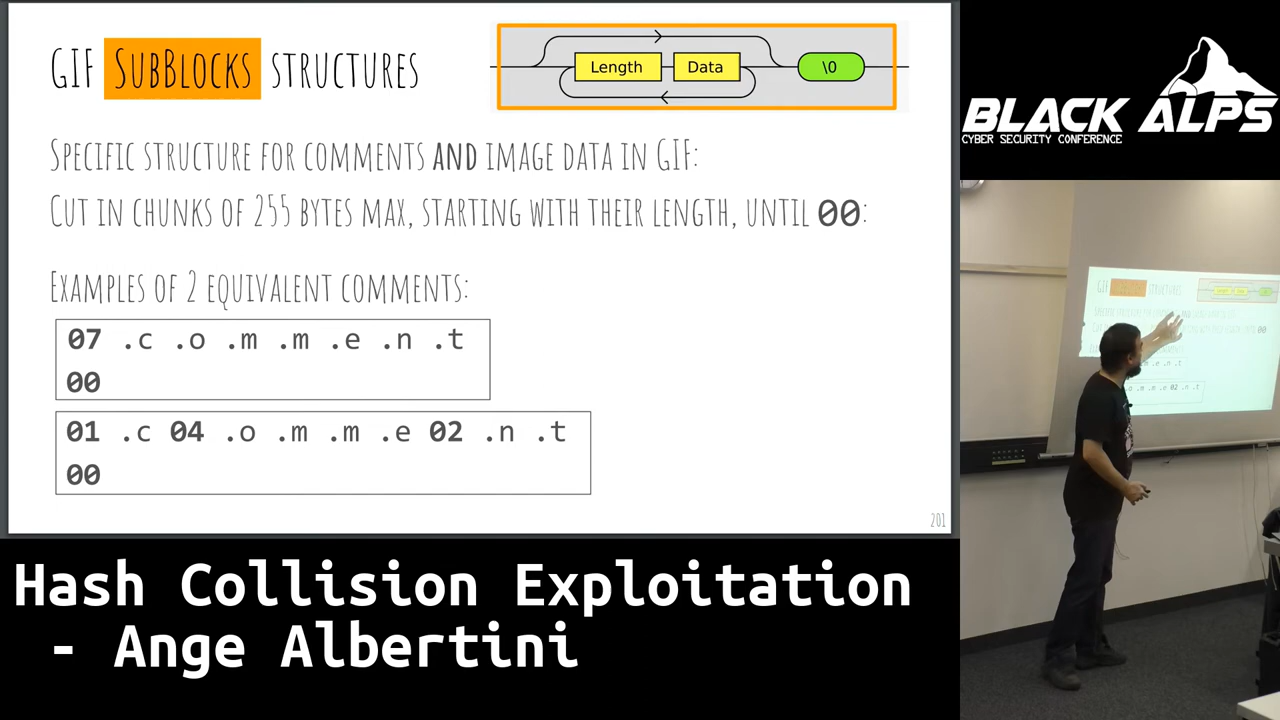 GIF SubBlocks structures
Length Data \0
Specific structure for comments AND image data in GIF:
Cut in chunks of 255 bytes max, starting with their length, until 00:
Examples of 2 equivalent comments:
07 .c .o .m .m .e .n .t
00
01 .c 04 .o .m .m .e 02 .n .t
00
201
BLACK ALPS
CYBER SECURITY CONFERENCE
Hash Collision Exploitation
- Ange Albertini